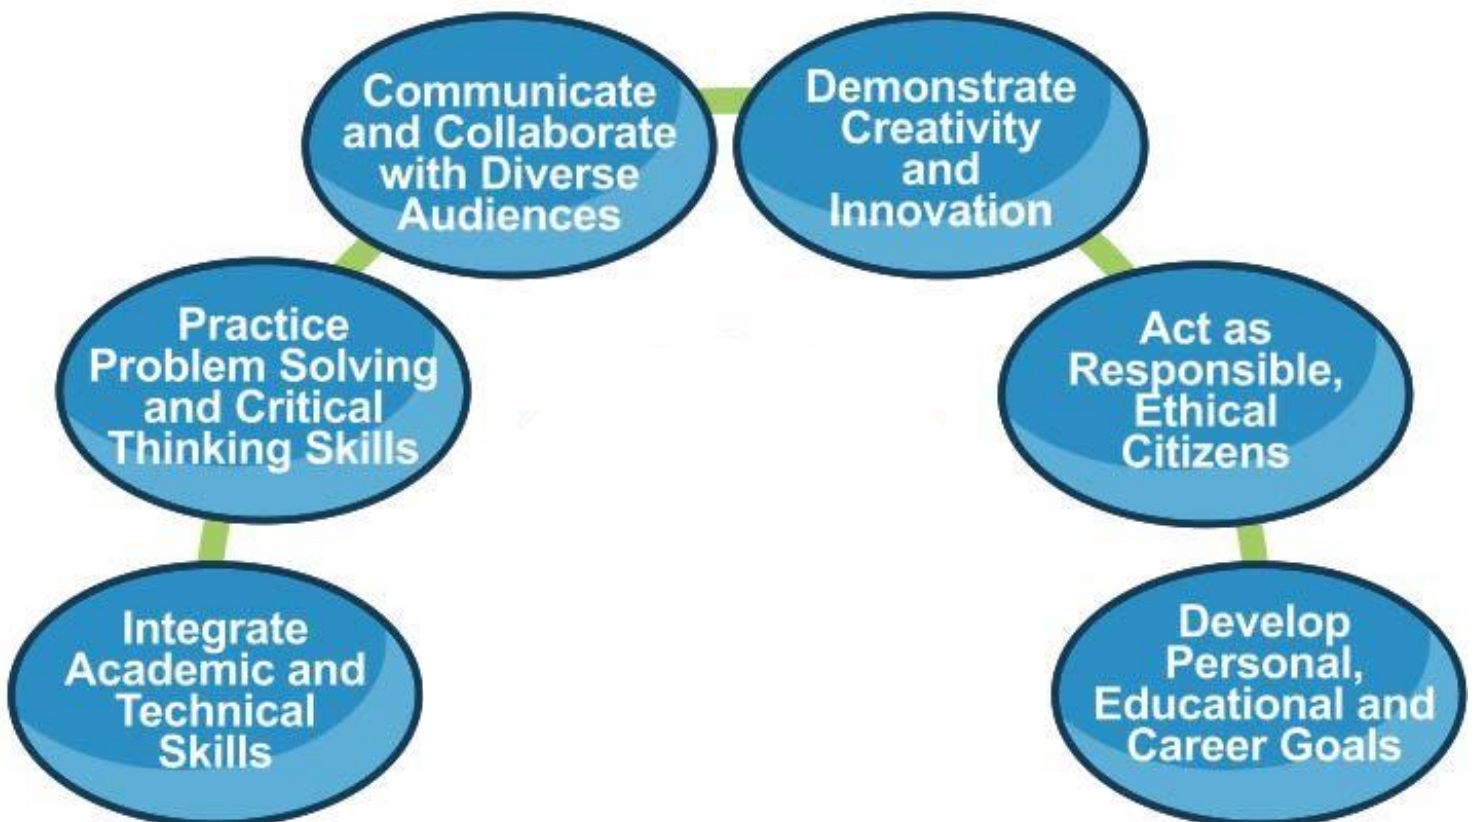 Communicate
and Collaborate
with Diverse
Audiences
Demonstrate
Creativity
and
Innovation
Practice
Problem Solving
and Critical
Thinking Skills
Act as
Responsible,
Ethical
Citizens
Integrate
Academic and
Technical
Skills
Develop
Personal,
Educational and
Career Goals